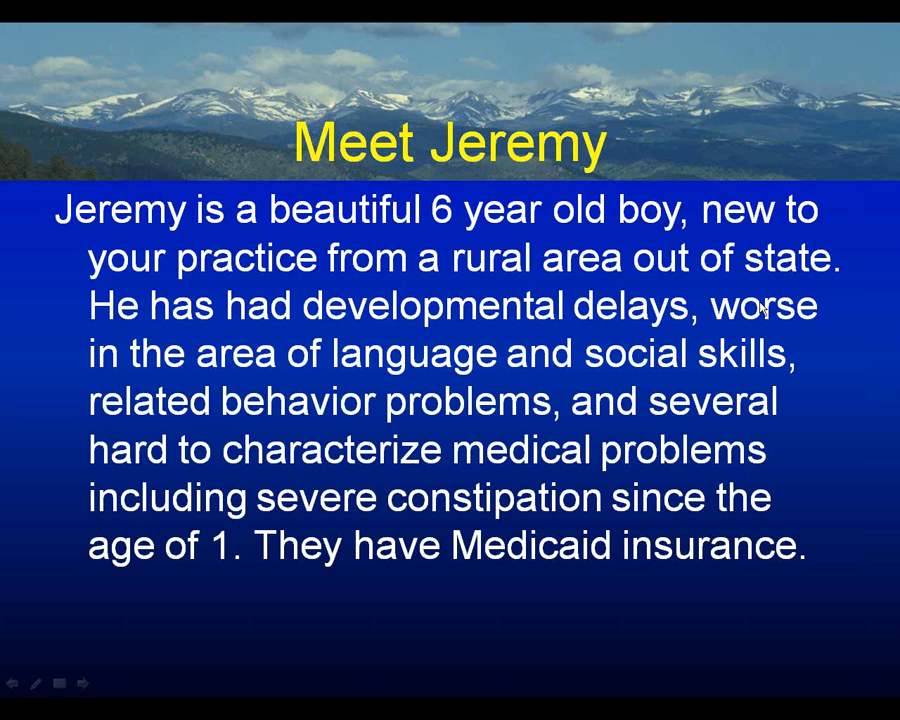 Meet Jeremy
Jeremy is a beautiful 6 year old boy, new to
your practice from a rural area out of state.
He has had developmental delays, worse
in the area of language and social skills,
related behavior problems, and several
hard to characterize medical problems
including severe constipation since the
age of 1. They have Medicaid insurance.